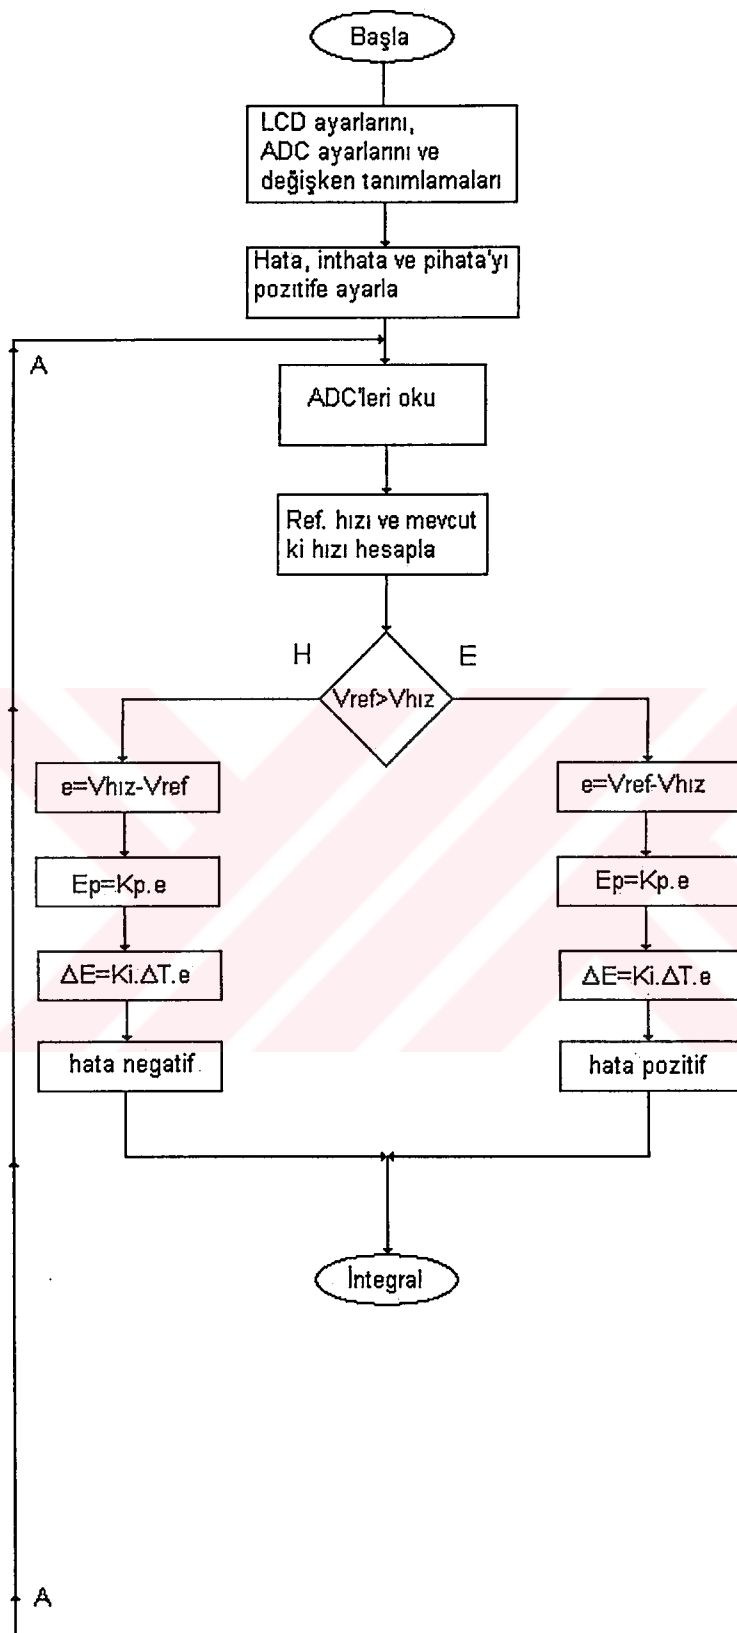 Başla
LCD ayarlarını,
ADC ayarlarını ve
değişken tanımlamaları
Hata, inthata ve pihata'yı
pozitife ayarla
A
ADC'leri oku
Ref. hızı ve mevcut
ki hızı hesapla
H
E
Vref>Vhız
e=Vhız-Vref
e=Vref-Vhız
Ep=Kp.e
Ep=Kp.e
ΔE=Ki.ΔT.e
ΔE=Ki.ΔT.e
hata negatif
hata pozitif
İntegral
A